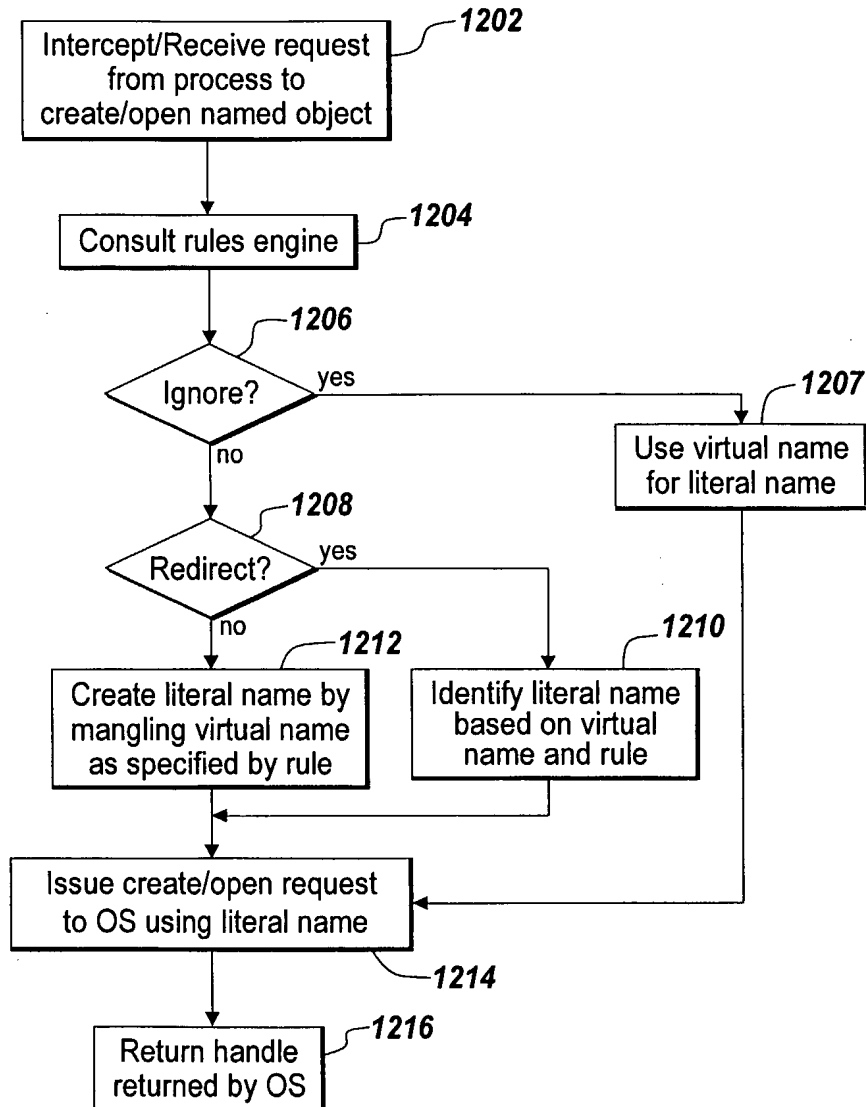 1202
Intercept/Receive request
from process to
create/open named object
1204
Consult rules engine
1206
Ignore?
yes
no
1207
Use virtual name
for literal name
1208
Redirect?
yes
no
1212
Create literal name by
mangling virtual name
as specified by rule
1210
Identify literal name
based on virtual
name and rule
Issue create/open request
to OS using literal name
1214
1216
Return handle
returned by OS